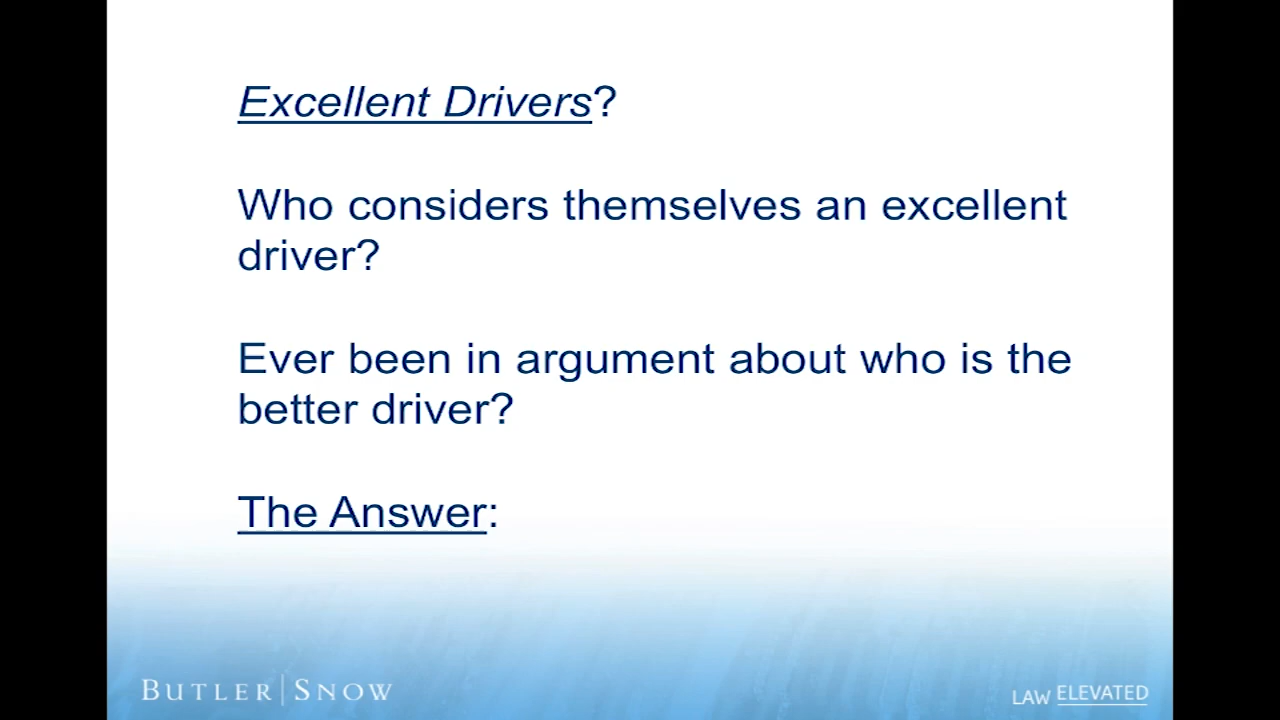 Excellent Drivers?
Who considers themselves an excellent
driver?
Ever been in argument about who is the
better driver?
The Answer:
BUTLER | SNOW
LAW ELEVATED